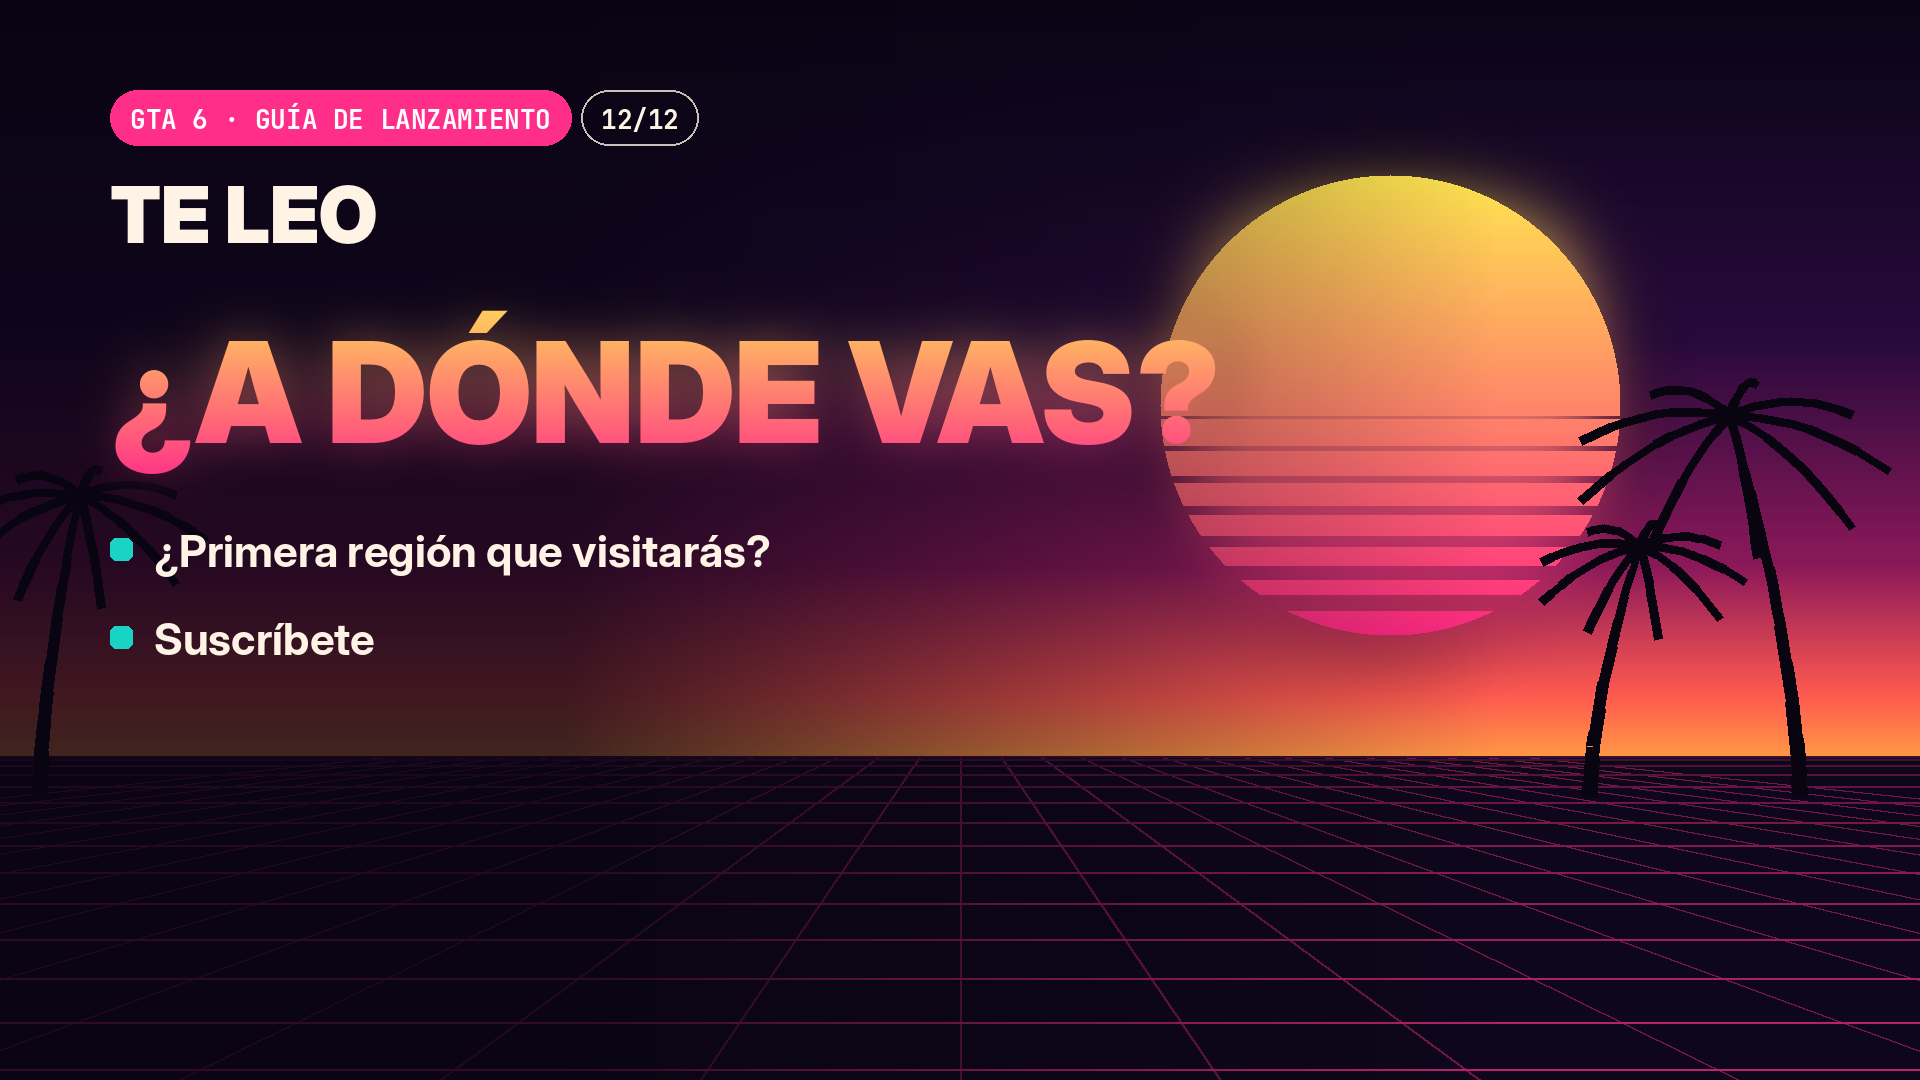 GTA 6 · GUÍA DE LANZAMIENTO 12/12
TE LEO
¿A DÓNDE VAS?
¿Primera región que visitarás?
Suscríbete